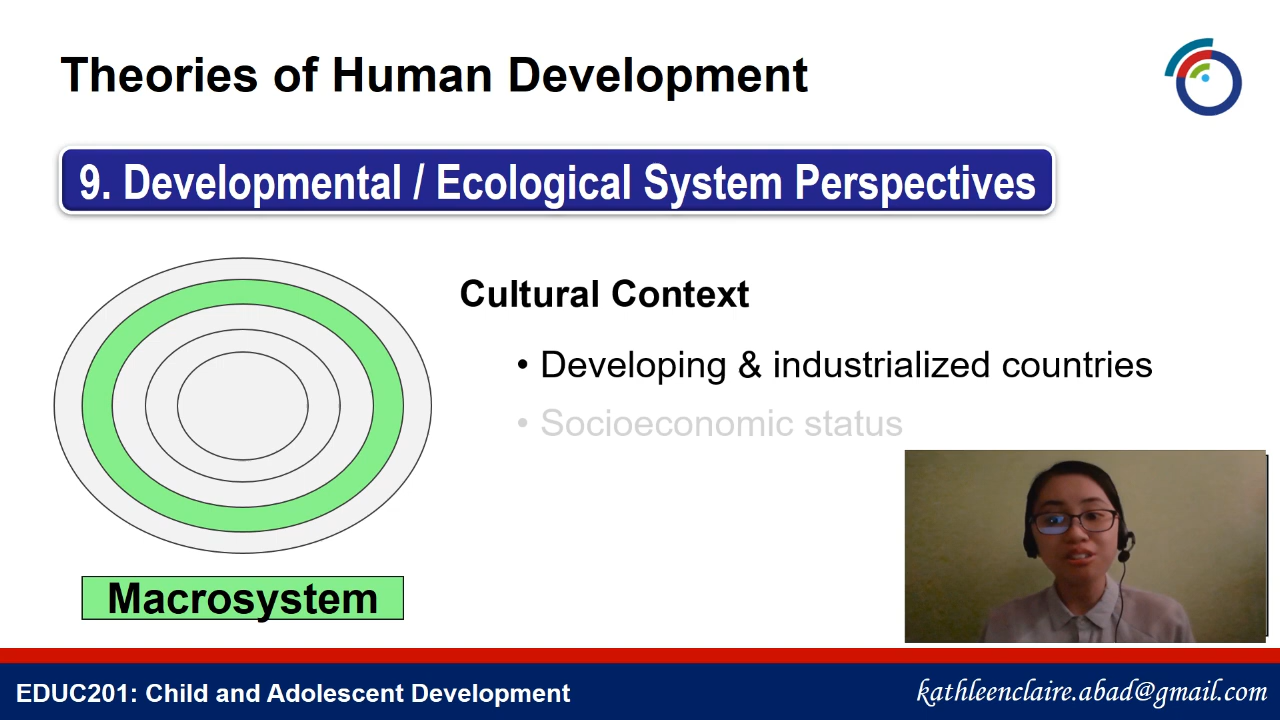 Theories of Human Development
9. Developmental / Ecological System Perspectives
Cultural Context
• Developing & industrialized countries
• Socioeconomic status
Macrosystem
EDUC201: Child and Adolescent Development
kathleenclaire.abad@gmail.com